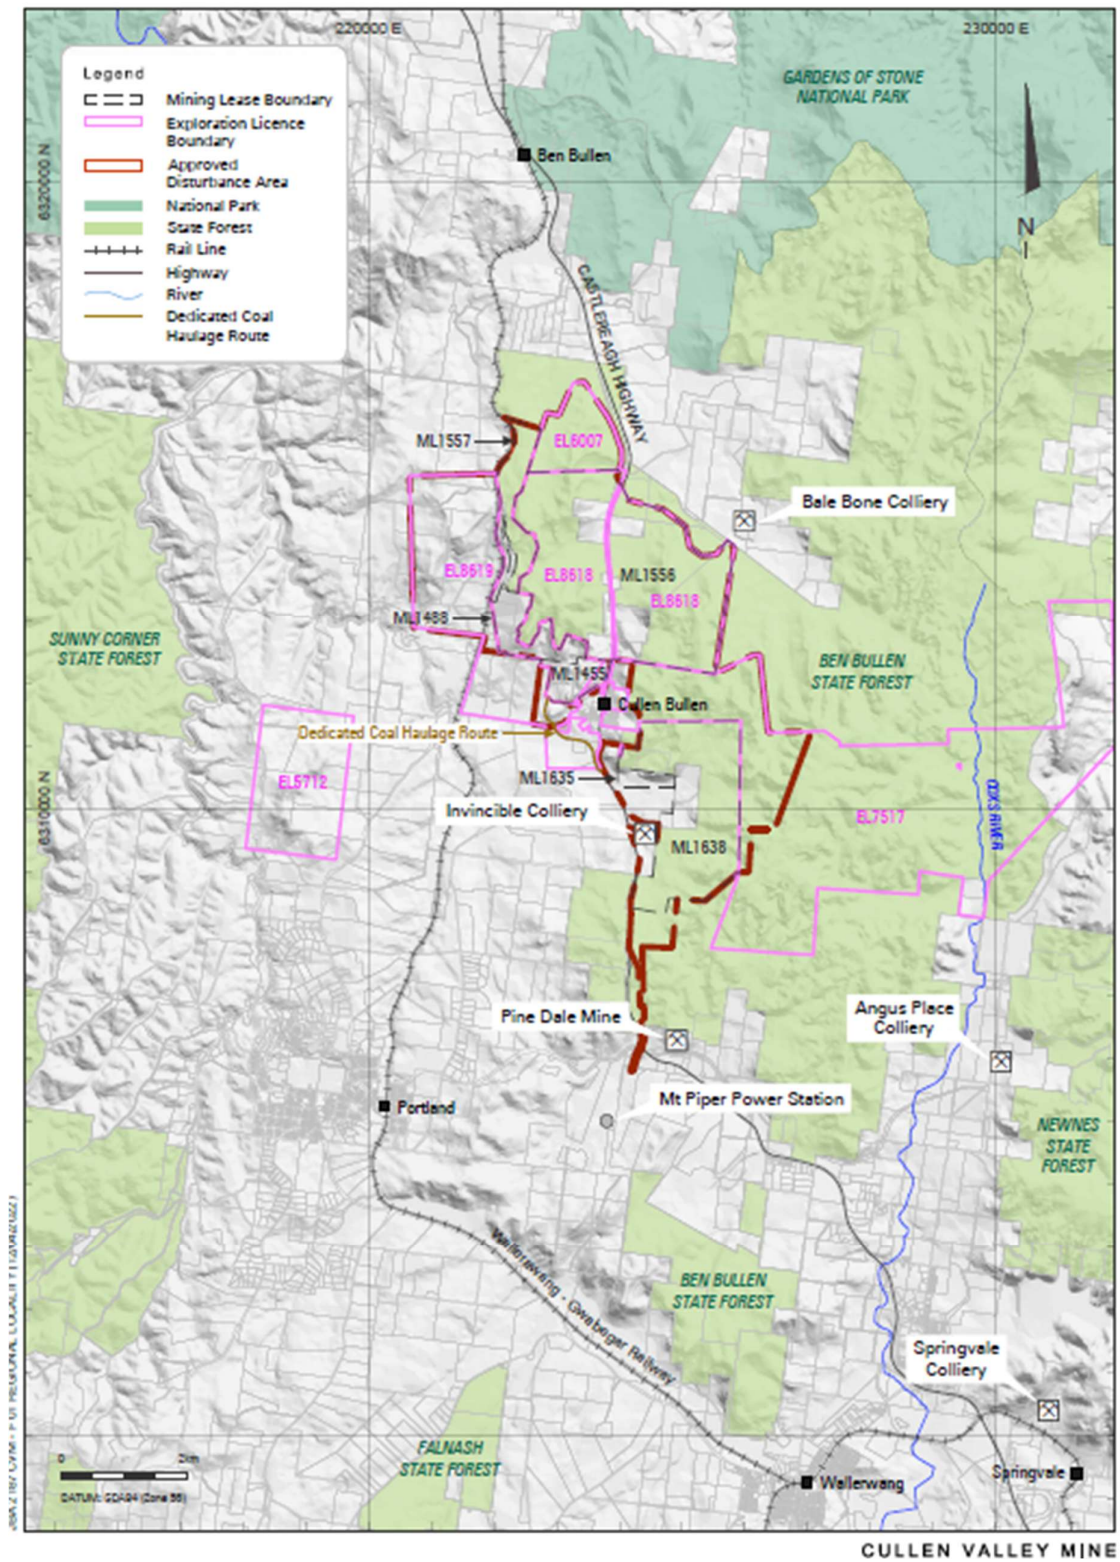 220000 E
230000 E
GARDENS OF STONE
NATIONAL PARK
Legend
Mining Lease Boundary
Exploration Licence
Boundary
Approved
Disturbance Area
National Park
State Forest
Rail Line
Highway
River
Dedicated Coal
Haulage Route
6320000 N
Ben Bullen
N
CASTLEREAGH HIGHWAY
ML1557
EL6007
Bale Bone Colliery
EL8619
EL8618
ML1556
EL8618
ML1488
SUNNY CORNER
STATE FOREST
BEN BULLEN
STATE FOREST
ML1455
Cullen Bullen
Dedicated Coal Haulage Route
EL5712
ML1635
Invincible Colliery
6310000 N
EL7517
COXS RIVER
ML1638
Pine Dale Mine
Angus Place
Colliery
Mt Piper Power Station
Portland
NEWNES
STATE
FOREST
Wallerawang - Gwabegar Railway
BEN BULLEN
STATE FOREST
Springvale
Colliery
FALNASH
STATE FOREST
0 2km
DATUM: GDA94 (Zone 56)
Wallerwang
Springvale
CULLEN VALLEY MINE